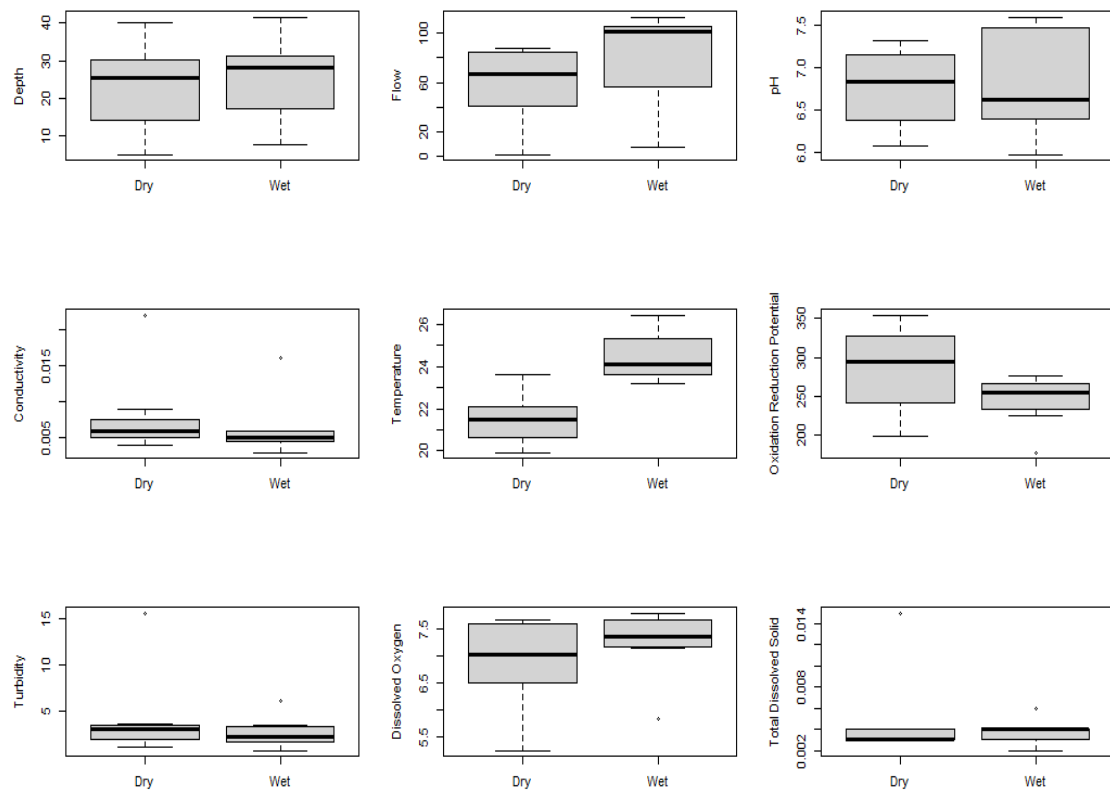 Depth
10 20 30 40
Dry Wet
Flow
0 20 60 100
Dry Wet
pH
6.0 6.5 7.0 7.5
Dry Wet
Conductivity
0.005 0.015
Dry Wet
Temperature
20 22 24 26
Dry Wet
Oxidation Reduction Potential
200 250 300 350
Dry Wet
Turbidity
5 10 15
Dry Wet
Dissolved Oxygen
5.5 6.5 7.5
Dry Wet
Total Dissolved Solid
0.002 0.008 0.014
Dry Wet